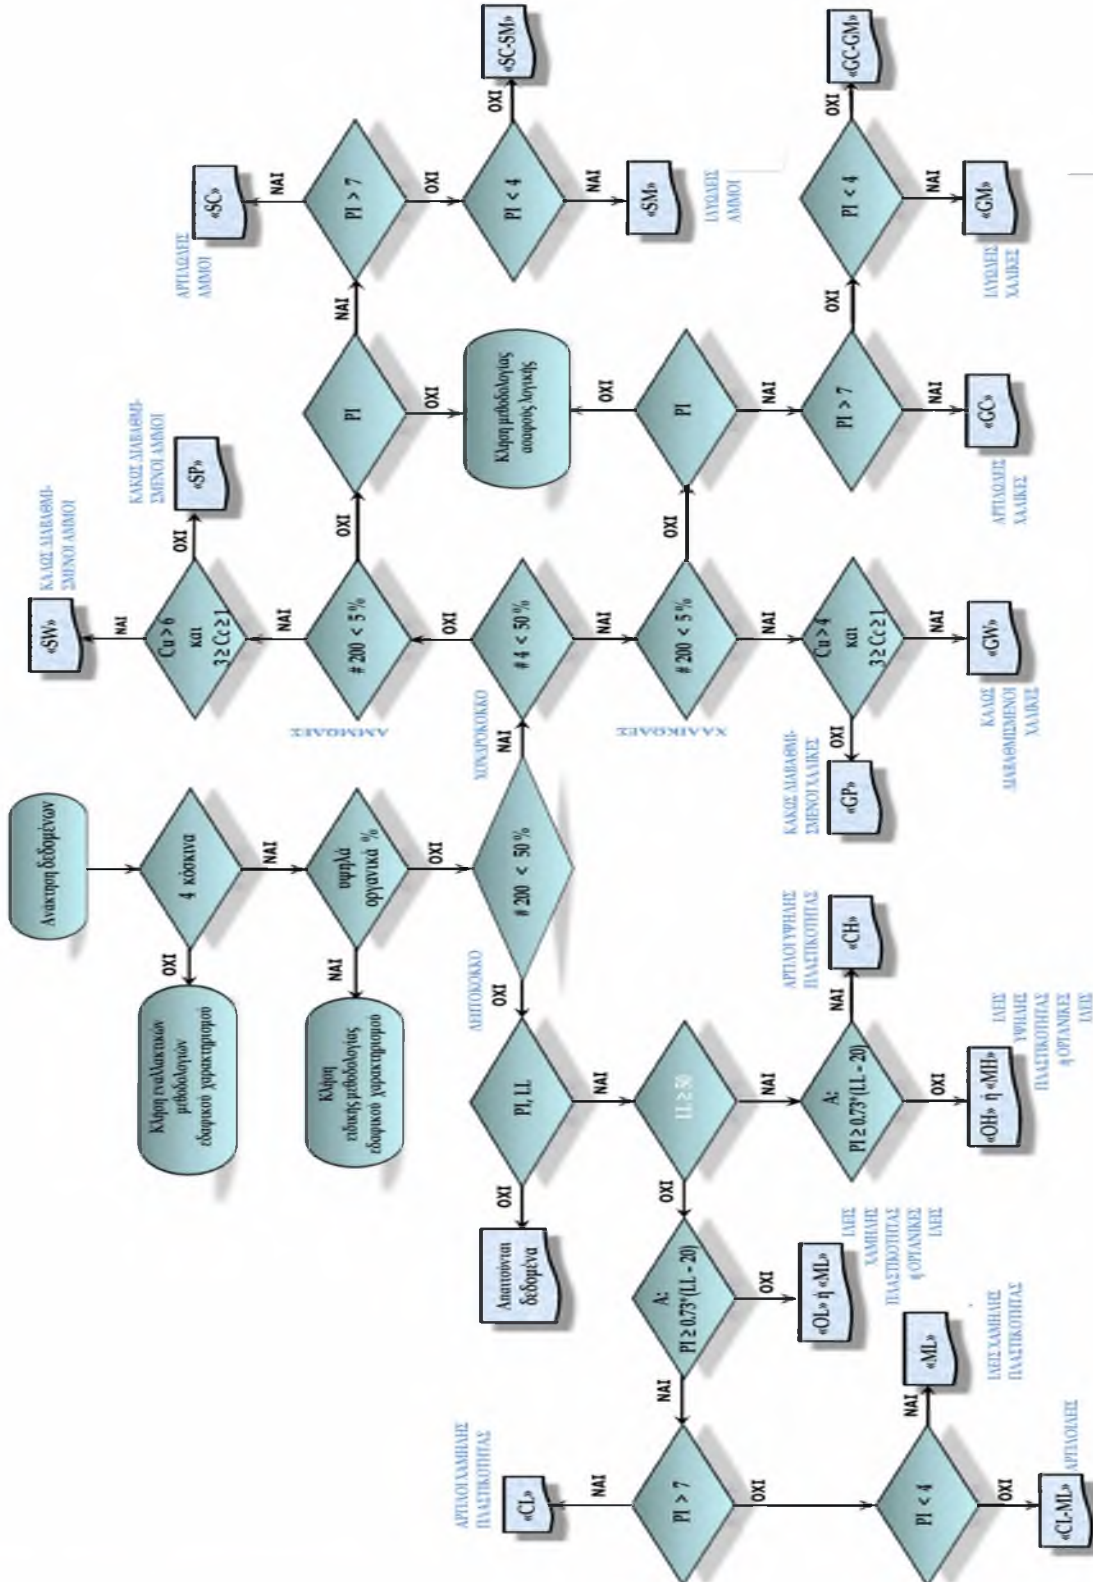 Ανάκτηση δεδομένων
4 κόσκινα
ΟΧΙ
Κλήση εναλλακτικών
μεθοδολογιών
εδαφικού χαρακτηρισμού
ΝΑΙ
υψηλά
οργανικά %
ΝΑΙ
Κλήση
ειδικής μεθοδολογίας
εδαφικού χαρακτηρισμού
ΟΧΙ
# 200 < 50 %
ΛΕΠΤΟΚΟΚΚΟ
ΟΧΙ
ΧΟΝΔΡΟΚΟΚΚΟ
ΝΑΙ
# 4 < 50 %
ΟΧΙ
ΝΑΙ
ΑΜΜΩΔΕΣ
# 200 < 5 %
ΝΑΙ
ΟΧΙ
Cu > 6
και
3 ≥ Cc ≥ 1
ΝΑΙ
«SW»
ΚΑΛΩΣ ΔΙΑΒΑΘΜΙ-
ΣΜΕΝΟΙ ΑΜΜΟΙ
ΟΧΙ
«SP»
ΚΑΚΩΣ ΔΙΑΒΑΘΜΙ-
ΣΜΕΝΟΙ ΑΜΜΟΙ
PI
ΝΑΙ
ΟΧΙ
Κλήση μεθοδολογίας
ασαφούς λογικής
PI > 7
ΝΑΙ
«SC»
ΑΡΓΙΛΩΔΕΙΣ
ΑΜΜΟΙ
ΟΧΙ
PI < 4
ΟΧΙ
«SC-SM»
ΝΑΙ
«SM»
ΙΛΥΩΔΕΙΣ
ΑΜΜΟΙ
ΧΑΛΙΚΩΔΕΣ
# 200 < 5 %
ΟΧΙ
ΝΑΙ
Cu > 4
και
3 ≥ Cc ≥ 1
ΟΧΙ
«GP»
ΚΑΚΩΣ ΔΙΑΒΑΘΜΙ-
ΣΜΕΝΟΙ ΧΑΛΙΚΕΣ
ΝΑΙ
«GW»
ΚΑΛΩΣ
ΔΙΑΒΑΘΜΙΣΜΕΝΟΙ
ΧΑΛΙΚΕΣ
PI
ΟΧΙ
ΝΑΙ
PI > 7
ΝΑΙ
«GC»
ΑΡΓΙΛΩΔΕΙΣ
ΧΑΛΙΚΕΣ
ΟΧΙ
PI < 4
ΟΧΙ
«GC-GM»
ΝΑΙ
«GM»
ΙΛΥΩΔΕΙΣ
ΧΑΛΙΚΕΣ
PI, LL
ΟΧΙ
Απαιτούνται
δεδομένα
ΝΑΙ
LL ≥ 50
ΝΑΙ
A:
PI ≥ 0.73*(LL - 20)
ΝΑΙ
«CH»
ΑΡΓΙΛΟΙ ΥΨΗΛΗΣ
ΠΛΑΣΤΙΚΟΤΗΤΑΣ
ΟΧΙ
«OH» ή «MH»
ΙΛΕΙΣ
ΥΨΗΛΗΣ
ΠΛΑΣΤΙΚΟΤΗΤΑΣ
ή ΟΡΓΑΝΙΚΕΣ
ΙΛΕΙΣ
ΟΧΙ
A:
PI ≥ 0.73*(LL - 20)
ΟΧΙ
«OL» ή «ML»
ΙΛΕΙΣ
ΧΑΜΗΛΗΣ
ΠΛΑΣΤΙΚΟΤΗΤΑΣ
ή ΟΡΓΑΝΙΚΕΣ
ΙΛΕΙΣ
ΝΑΙ
PI > 7
ΝΑΙ
«CL»
ΑΡΓΙΛΟΙ ΧΑΜΗΛΗΣ
ΠΛΑΣΤΙΚΟΤΗΤΑΣ
ΟΧΙ
PI < 4
ΝΑΙ
«ML»
ΙΛΕΙΣ ΧΑΜΗΛΗΣ
ΠΛΑΣΤΙΚΟΤΗΤΑΣ
ΟΧΙ
«CL-ML»
ΑΡΓΙΛΟΙΛΕΙΣ